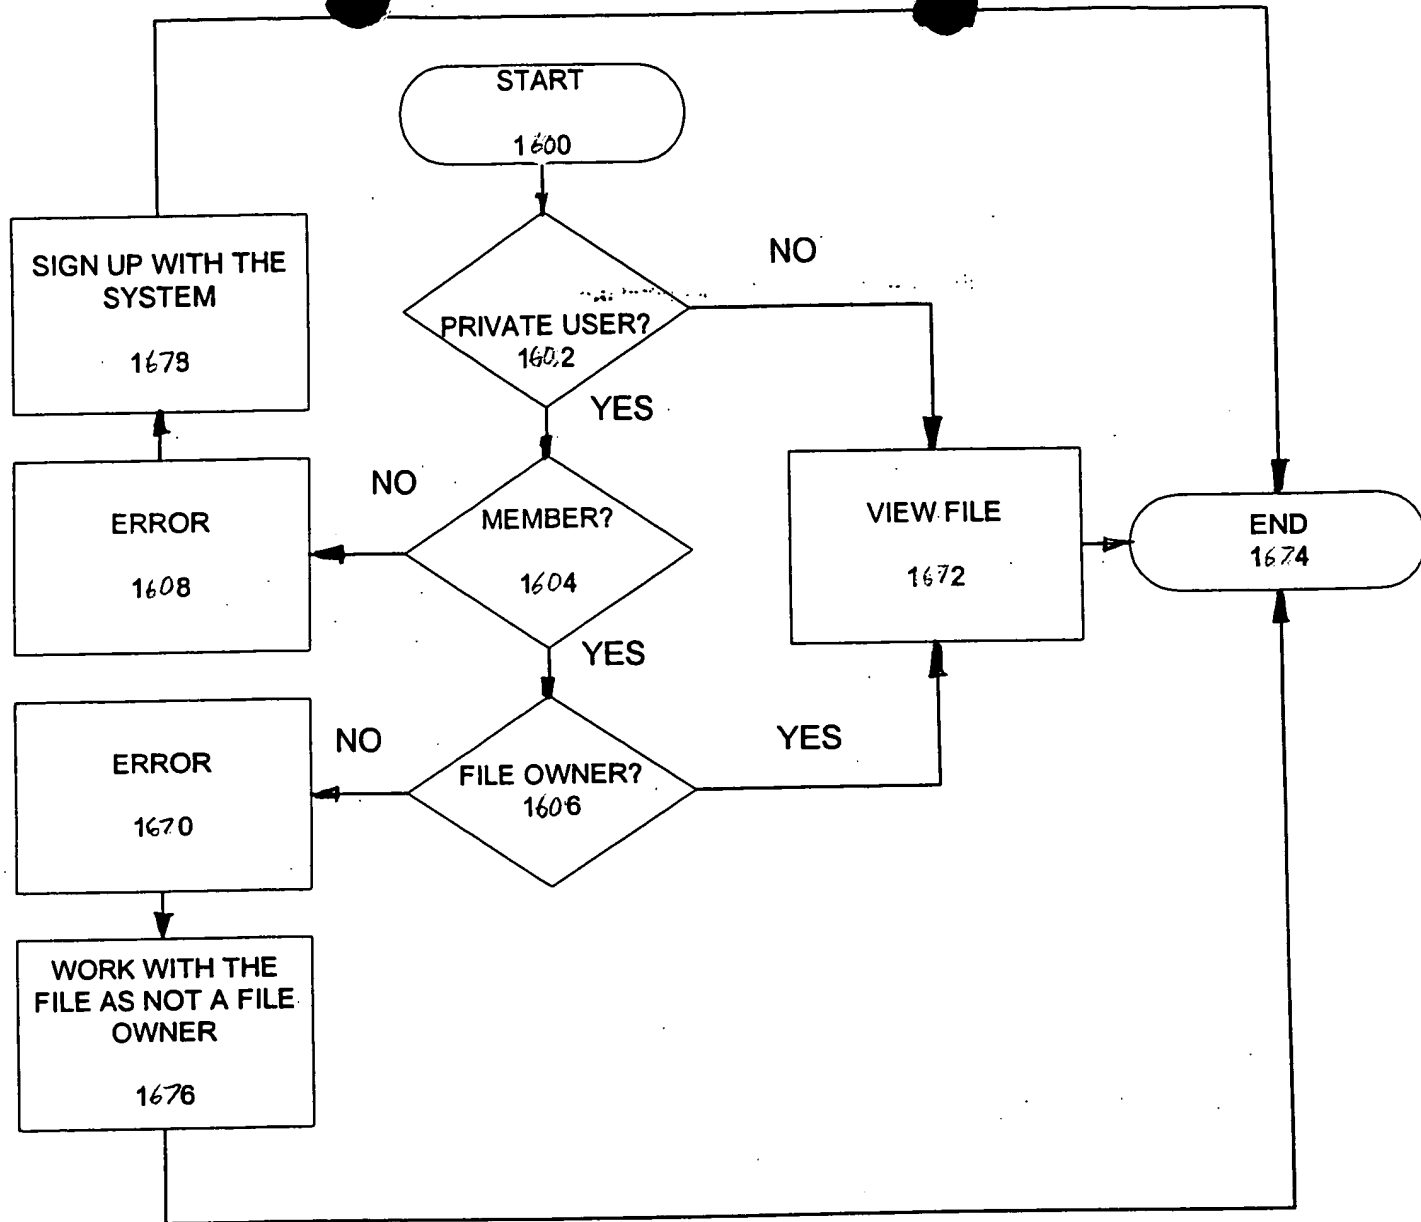 START
1600
NO
SIGN UP WITH THE
SYSTEM
1678
PRIVATE USER?
1602
YES
NO
ERROR
1608
MEMBER?
1604
VIEW FILE
1672
END
1674
YES
ERROR
1670
NO
FILE OWNER?
1606
YES
WORK WITH THE
FILE AS NOT A FILE
OWNER
1676